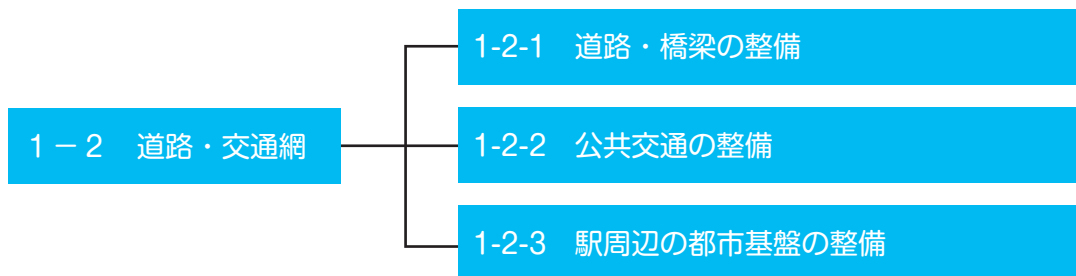 1－2　道路・交通網
1-2-1　道路・橋梁の整備
1-2-2　公共交通の整備
1-2-3　駅周辺の都市基盤の整備